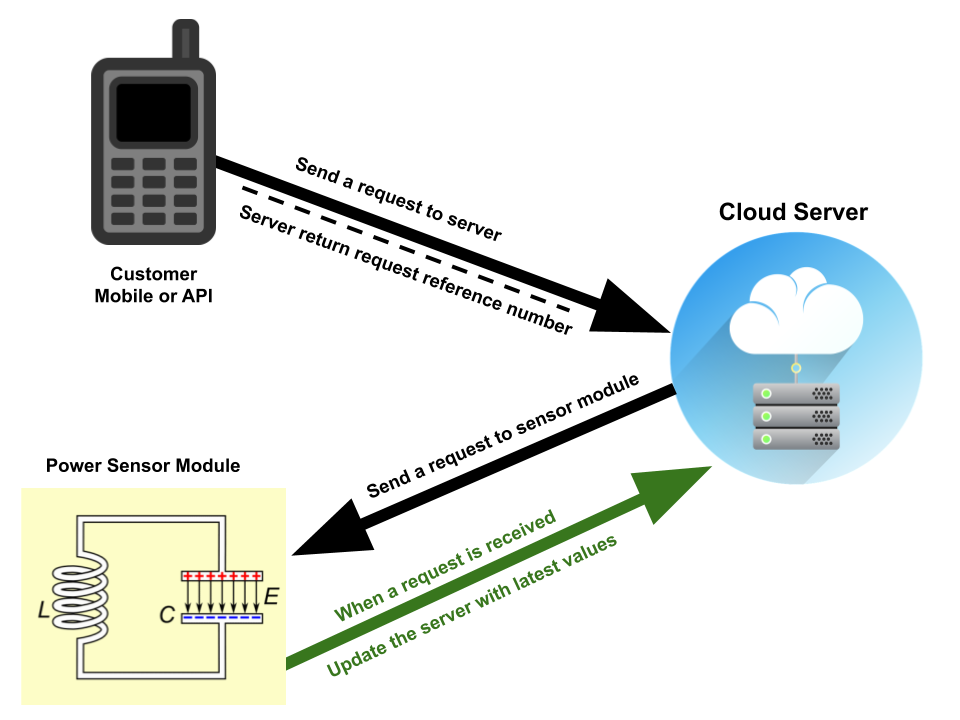 Send a request to server
Server return request reference number
Cloud Server
Customer
Mobile or API
Send a request to sensor module
Power Sensor Module
When a request is received
Update the server with latest values
L
C
E